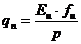 qₙ = (Eₙ - fₙ) / p